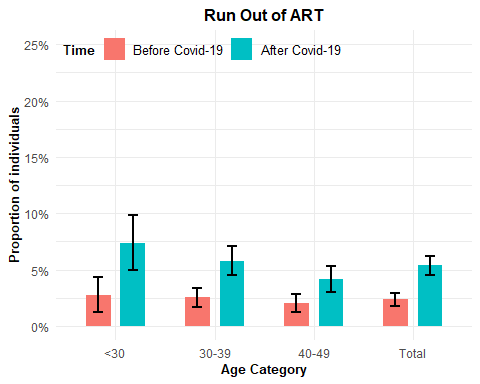 Run Out of ART
Time Before Covid-19 After Covid-19
25%
20%
15%
10%
5%
0%
Proportion of individuals
<30 30-39 40-49 Total
Age Category